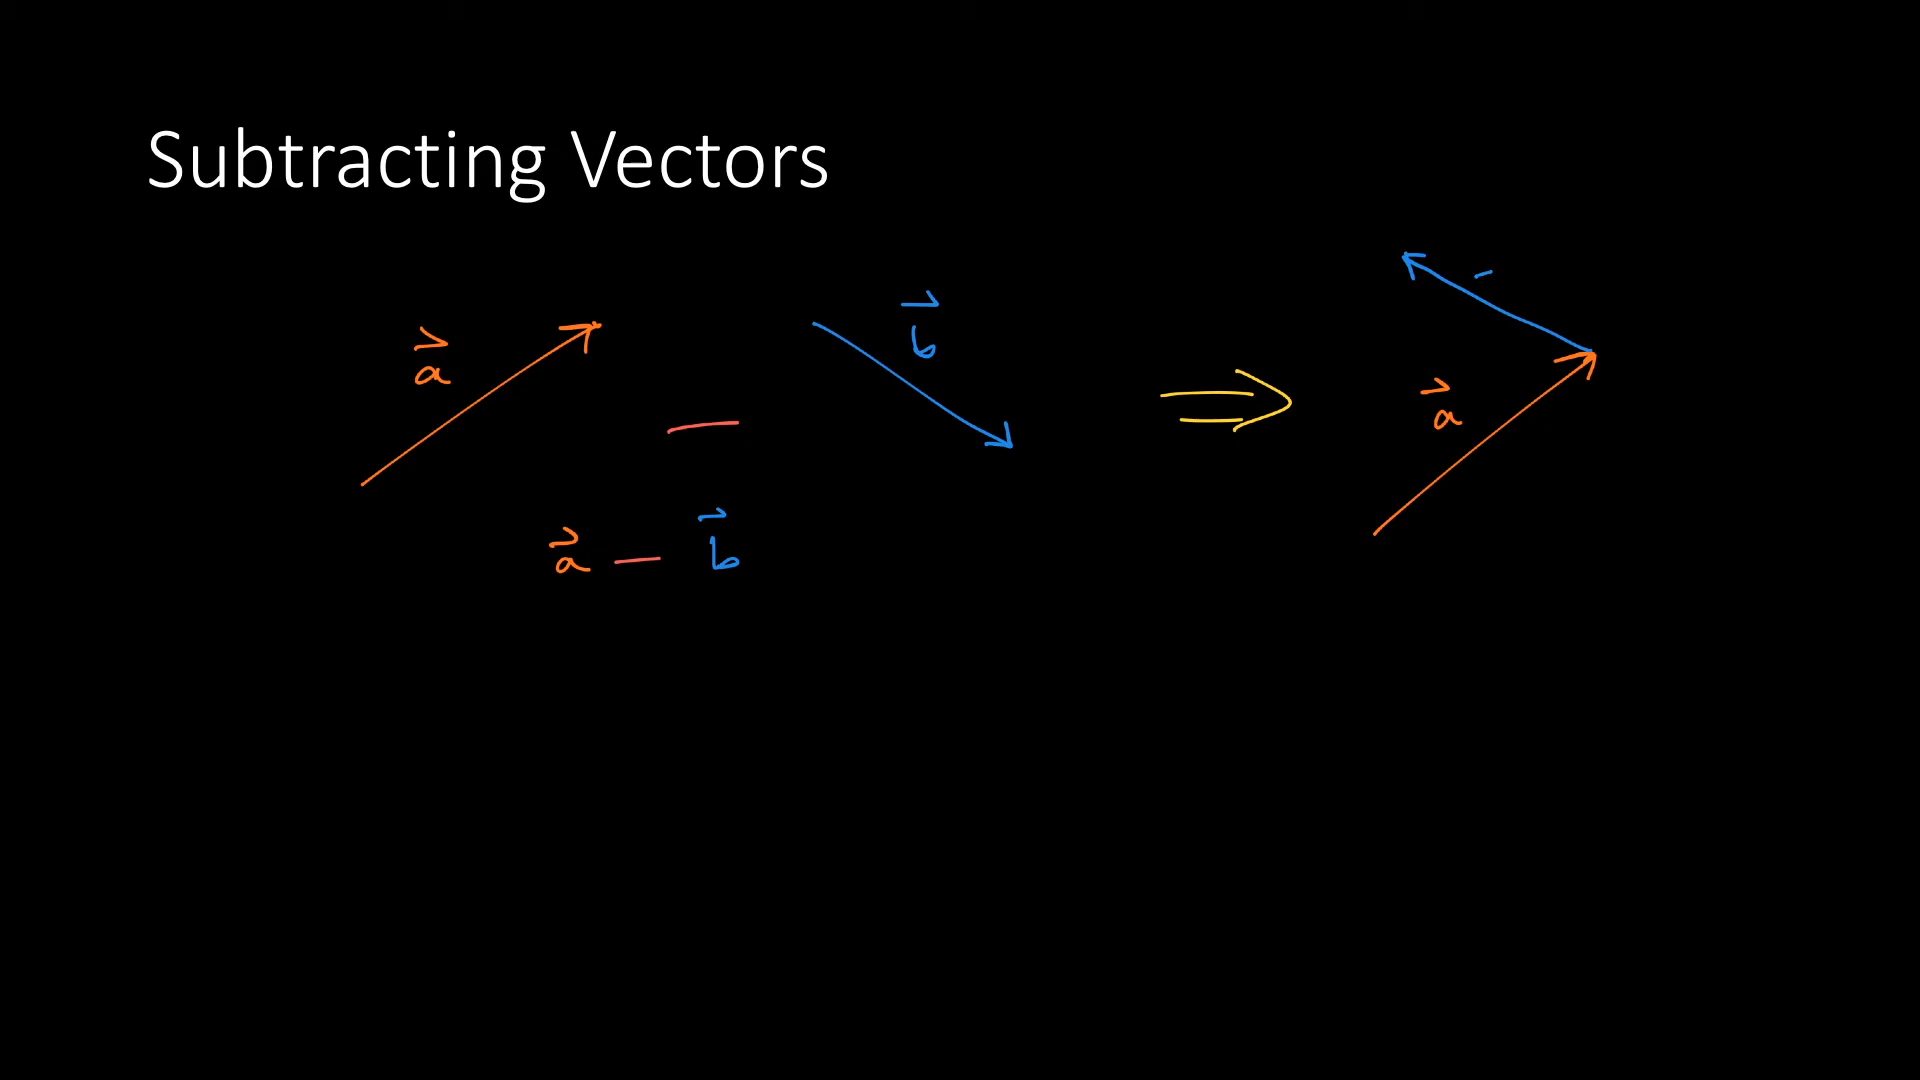 Subtracting Vectors
a⃗ — b⃗ ⇒ a⃗ -
a⃗ — b⃗